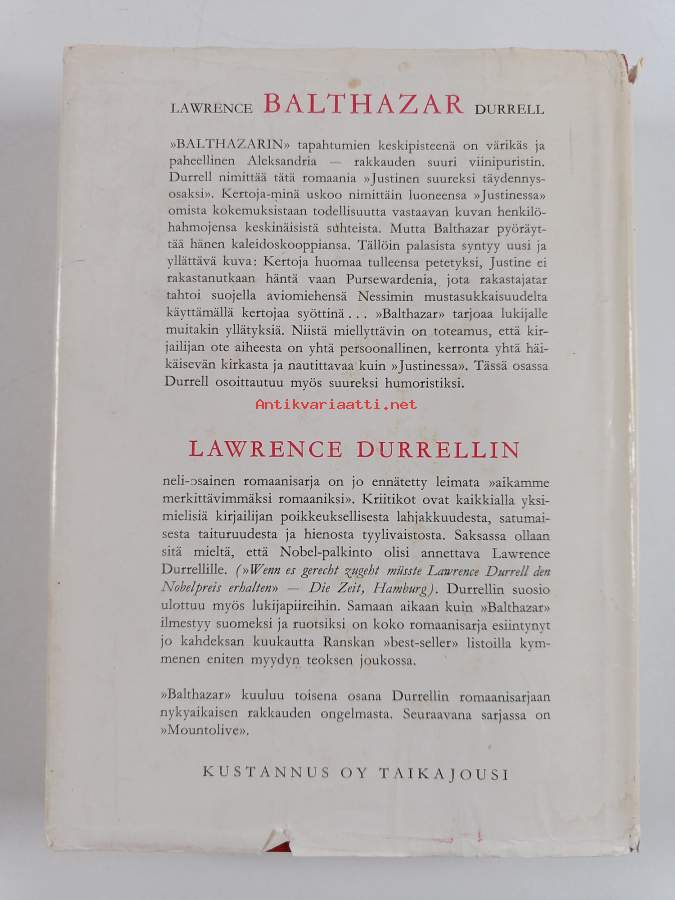 LAWRENCE BALTHAZAR DURRELL
»BALTHAZARIN» tapahtumien keskipisteenä on värikäs ja
paheellinen Aleksandria — rakkauden suuri viinipuristin.
Durrell nimittää tätä romaania »Justinen suureksi täydennys-
osaksi». Kertoja-minä uskoo nimittäin luoneensa »Justinessa»
omista kokemuksistaan todellisuutta vastaavan kuvan henkilö-
hahmojensa keskinäisistä suhteista. Mutta Balthazar pyöräyt-
tää hänen kaleidoskooppiansa. Tällöin palasista syntyy uusi ja
yllättävä kuva: Kertoja huomaa tulleensa petetyksi, Justine ei
rakastanutkaan häntä vaan Pursewardenia, jota rakastajatar
tahtoi suojella aviomiehensä Nessimin mustasukkaisuudelta
käyttämällä kertojaa syöttinä... »Balthazar» tarjoaa lukijalle
muitakin yllätyksiä. Niistä miellyttävin on toteamus, että kir-
jailijan ote aiheesta on yhtä persoonallinen, kerronta yhtä häi-
käisevän kirkasta ja nautittavaa kuin »Justinessa». Tässä osassa
Durrell osoittautuu myös suureksi humoristiksi.
Antikvariaatti.net
LAWRENCE DURRELLIN
neli-osainen romaanisarja on jo ennätetty leimata »aikamme
merkittävimmäksi romaaniksi». Kriitikot ovat kaikkialla yksi-
mielisiä kirjailijan poikkeuksellisesta lahjakkuudesta, satumai-
sesta taituruudesta ja hienosta tyylivaistosta. Saksassa ollaan
sitä mieltä, että Nobel-palkinto olisi annettava Lawrence
Durrellille. (»Wenn es gerecht zugeht müsste Lawrence Durrell den
Nobelpreis erhalten» — Die Zeit, Hamburg). Durrellin suosio
ulottuu myös lukijapiireihin. Samaan aikaan kuin »Balthazar»
ilmestyy suomeksi ja ruotsiksi on koko romaanisarja esiintynyt
jo kahdeksan kuukautta Ranskan »best-seller» listoilla kym-
menen eniten myydyn teoksen joukossa.
»Balthazar» kuuluu toisena osana Durrellin romaanisarjaan
nykyaikaisen rakkauden ongelmasta. Seuraavana sarjassa on
»Mountolive».
KUSTANNUS OY TAIKAJOUSI